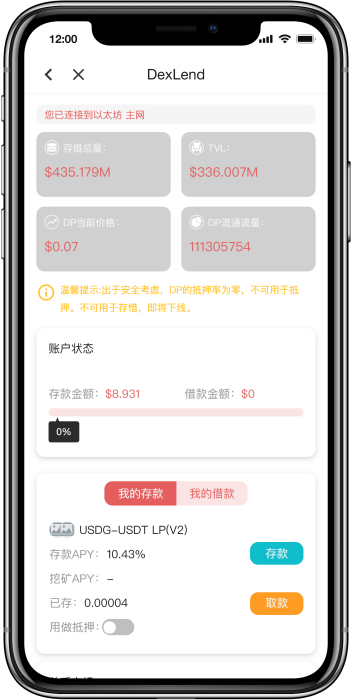 12:00
DexLend
您已连接到以太坊 主网
存借总量：
$435.179M
TVL：
$336.007M
DP当前价格：
$0.07
DP流通流量：
111305754
温馨提示:出于安全考虑，DP的抵押率为零，不可用于抵
押。不可用于存借，即将下线。
账户状态
存款金额：$8.931 借款金额：$0
0%
我的存款 我的借款
USDG-USDT LP(V2)
存款APY：10.43% 存款
挖矿APY：-
已存：0.00004 取款
用做抵押：